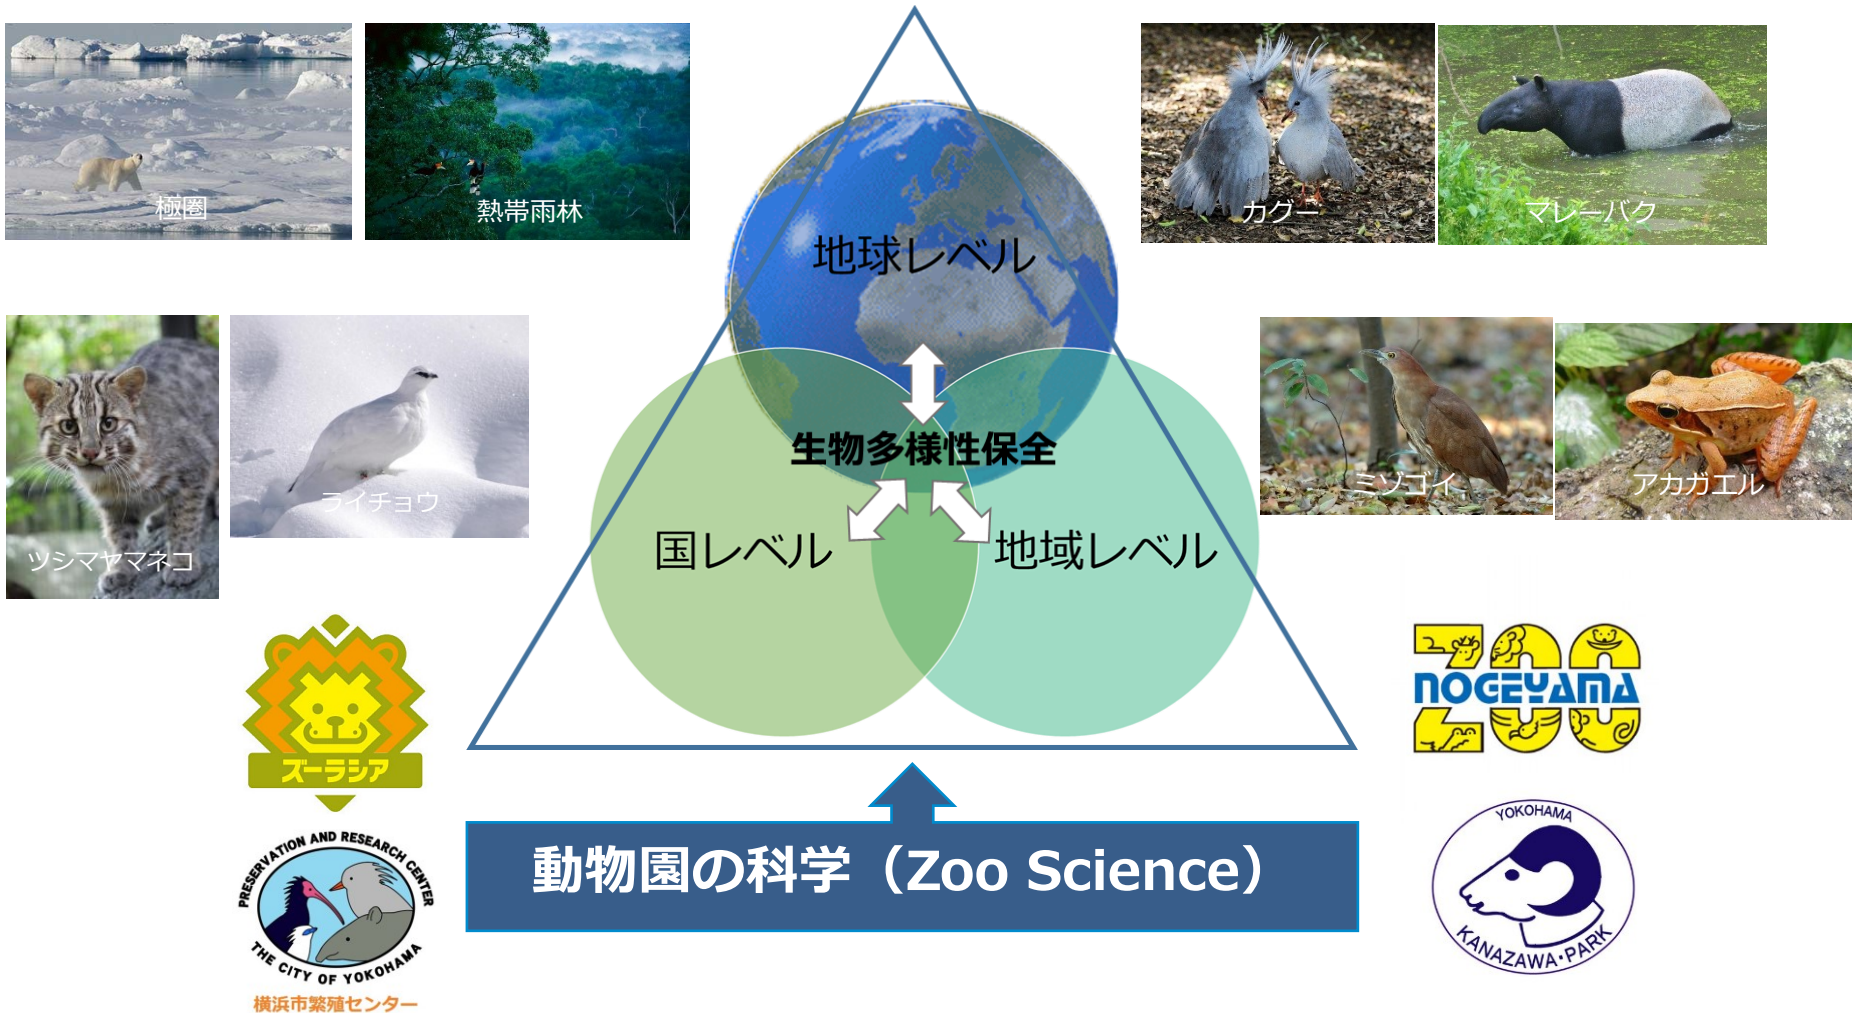 極圏
熱帯雨林
カグー
マレーバク
地球レベル
ツシマヤマネコ
ライチョウ
生物多様性保全
ミゾゴイ
アカガエル
国レベル
地域レベル
ズーラシア
ZOO
NOGEYAMA
ZOO
動物園の科学（Zoo Science）
PRESERVATION AND RESEARCH CENTER
THE CITY OF YOKOHAMA
横浜市繁殖センター
YOKOHAMA
KANAZAWA・PARK